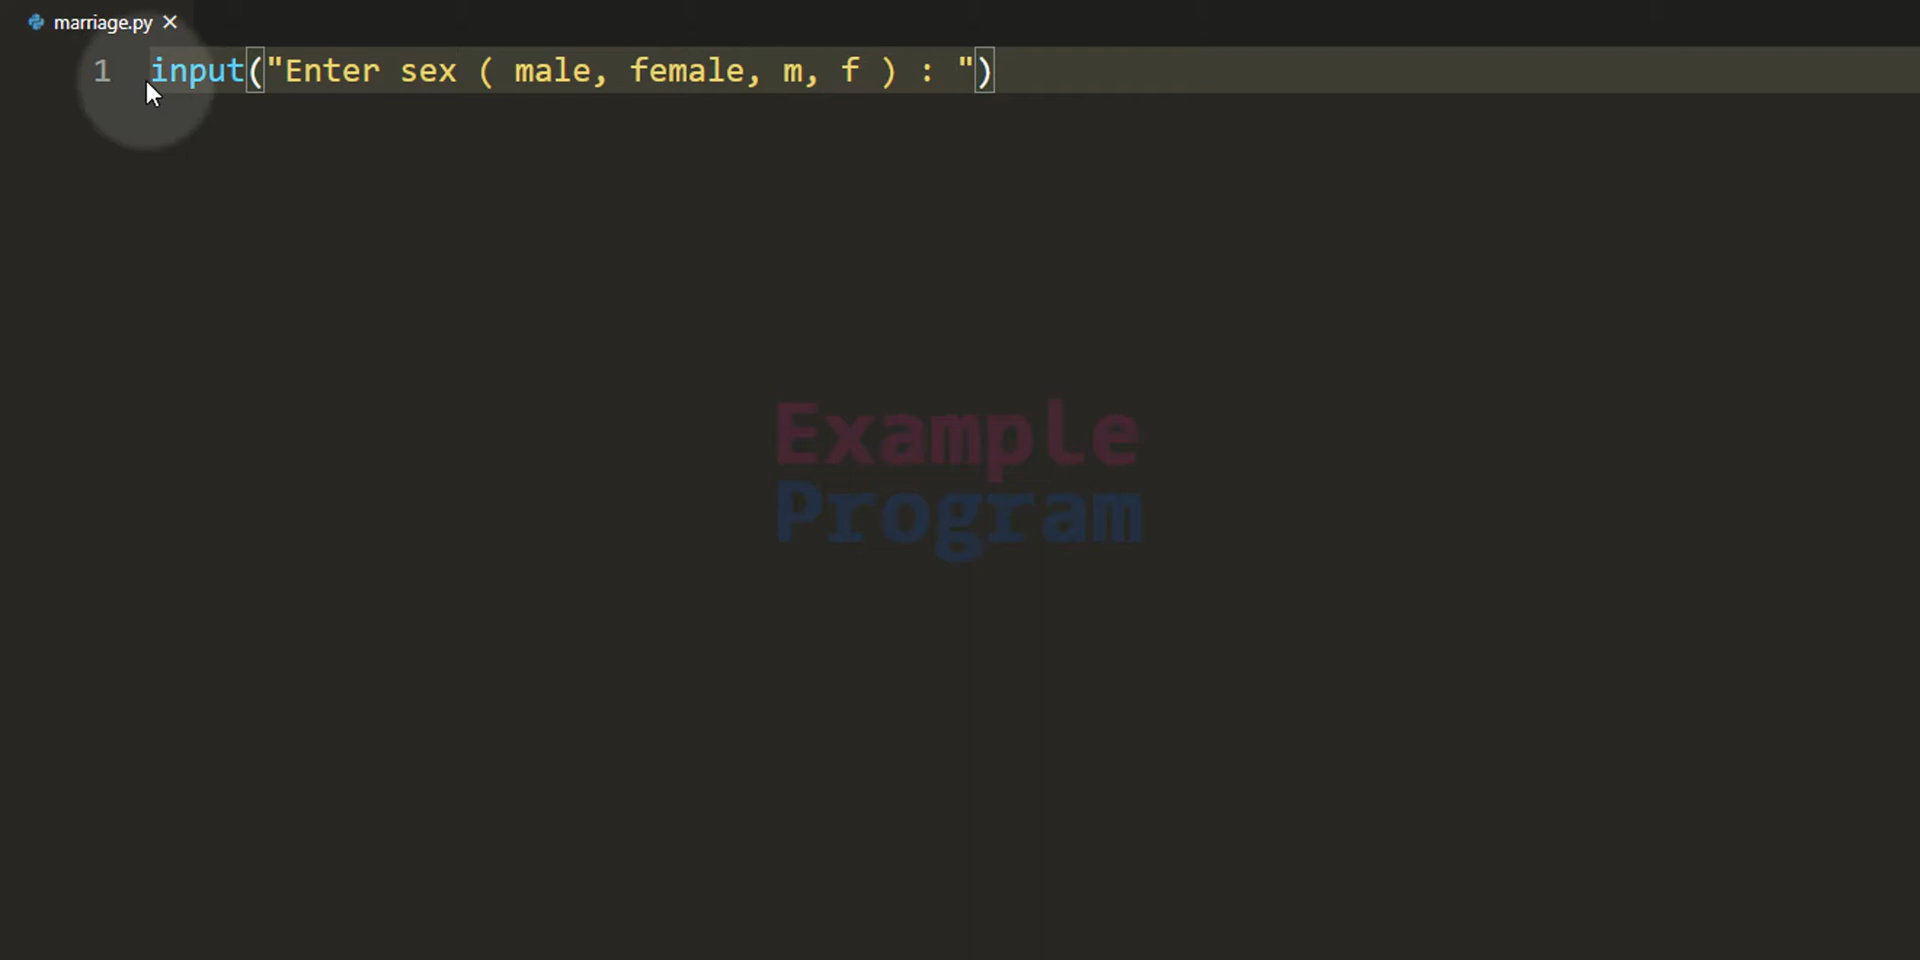 marriage.py
1 input("Enter sex ( male, female, m, f ) : ")
Example
Program